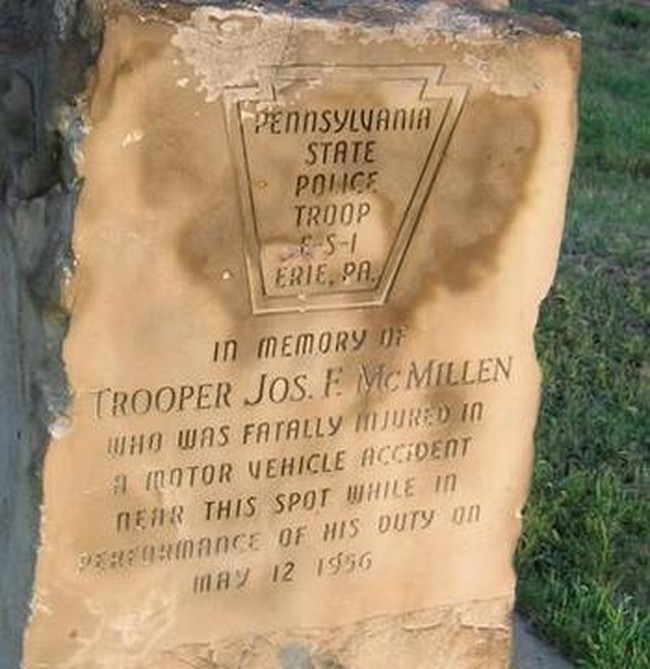 PENNSYLVANIA
STATE
POLICE
TROOP
E-S-I
ERIE, PA.
IN MEMORY OF
TROOPER JOS. F. McMILLEN
WHO WAS FATALLY INJURED IN
A MOTOR VEHICLE ACCIDENT
NEAR THIS SPOT WHILE IN
PERFORMANCE OF HIS DUTY ON
MAY 12 1956